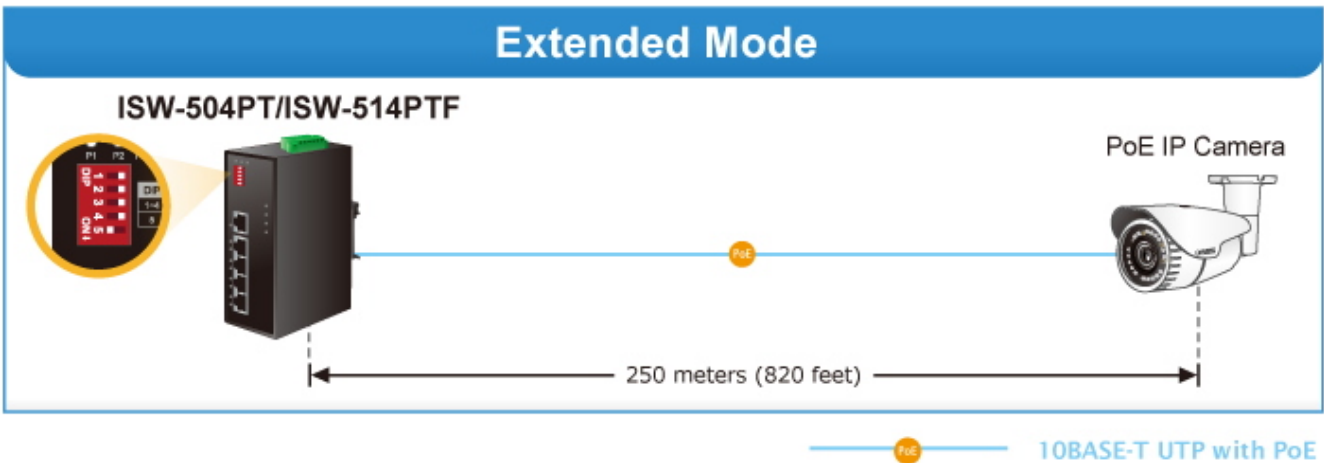 Extended Mode
ISW-504PT/ISW-514PTF
P1 P2
DIP
1 2 3 4 5
ON↓
DIP
1~4
5
PoE IP Camera
PoE
250 meters (820 feet)
PoE
10BASE-T UTP with PoE